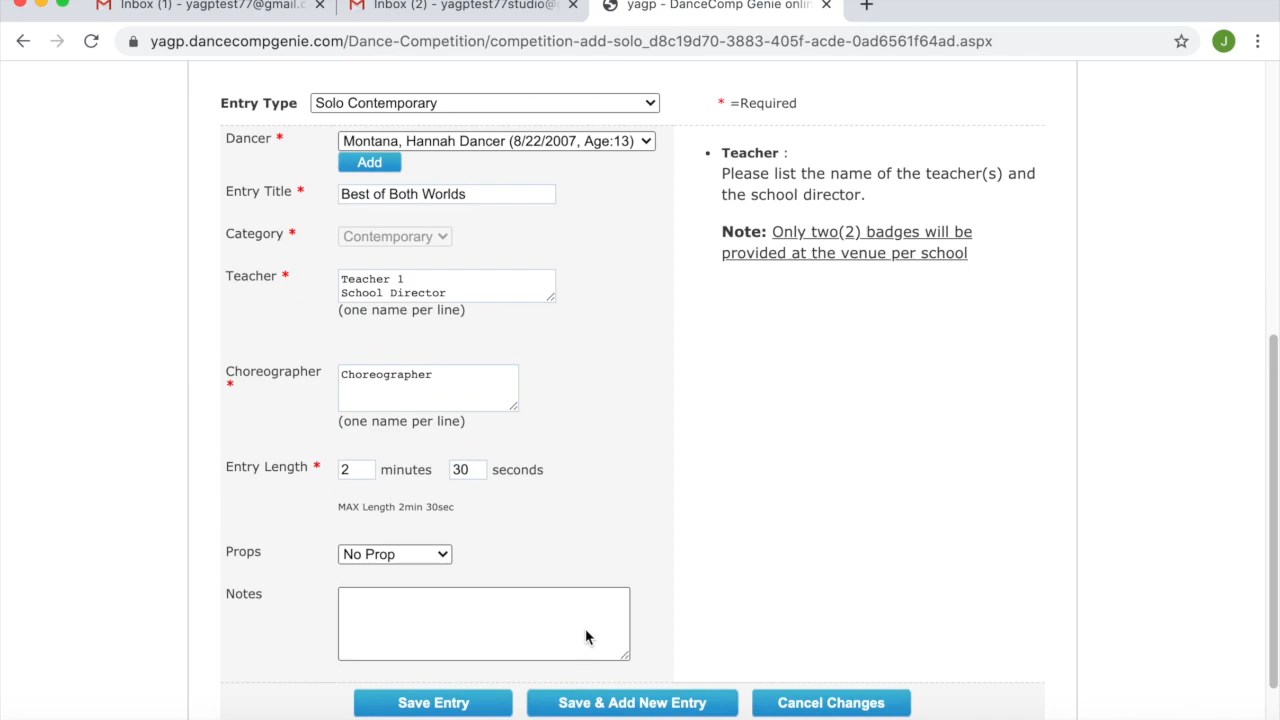 Inbox (1) - yagptest77@gmail.c
Inbox (2) - yagptest77studio@
yagp - DanceComp Genie onlin
yagp.dancecompgenie.com/Dance-Competition/competition-add-solo_d8c19d70-3883-405f-acde-0ad6561f64ad.aspx
J
Entry Type Solo Contemporary
* =Required
Dancer * Montana, Hannah Dancer (8/22/2007, Age:13)
Add
Entry Title * Best of Both Worlds
Category * Contemporary
Teacher * Teacher 1
School Director
(one name per line)
Choreographer * Choreographer
(one name per line)
Entry Length * 2 minutes 30 seconds
MAX Length 2min 30sec
Props No Prop
Notes
• Teacher :
Please list the name of the teacher(s) and
the school director.
Note: Only two(2) badges will be
provided at the venue per school
Save Entry Save & Add New Entry Cancel Changes